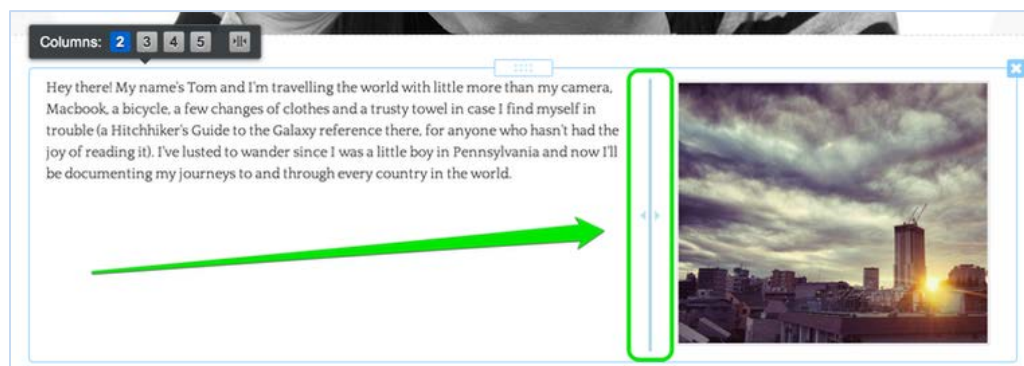 Columns: 2 3 4 5
Hey there! My name's Tom and I'm travelling the world with little more than my camera,
Macbook, a bicycle, a few changes of clothes and a trusty towel in case I find myself in
trouble (a Hitchhiker's Guide to the Galaxy reference there, for anyone who hasn't had the
joy of reading it). I've lusted to wander since I was a little boy in Pennsylvania and now I'll
be documenting my journeys to and through every country in the world.